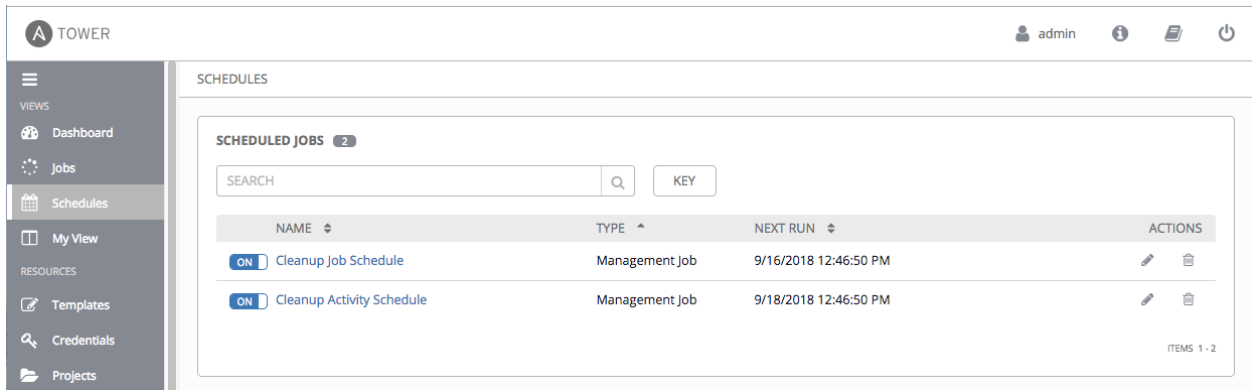 A TOWER
admin
SCHEDULES
VIEWS
Dashboard
Jobs
Schedules
My View
RESOURCES
Templates
Credentials
Projects
SCHEDULED JOBS 2
SEARCH KEY
NAME TYPE NEXT RUN ACTIONS
ON Cleanup Job Schedule Management Job 9/16/2018 12:46:50 PM
ON Cleanup Activity Schedule Management Job 9/18/2018 12:46:50 PM
ITEMS 1 - 2